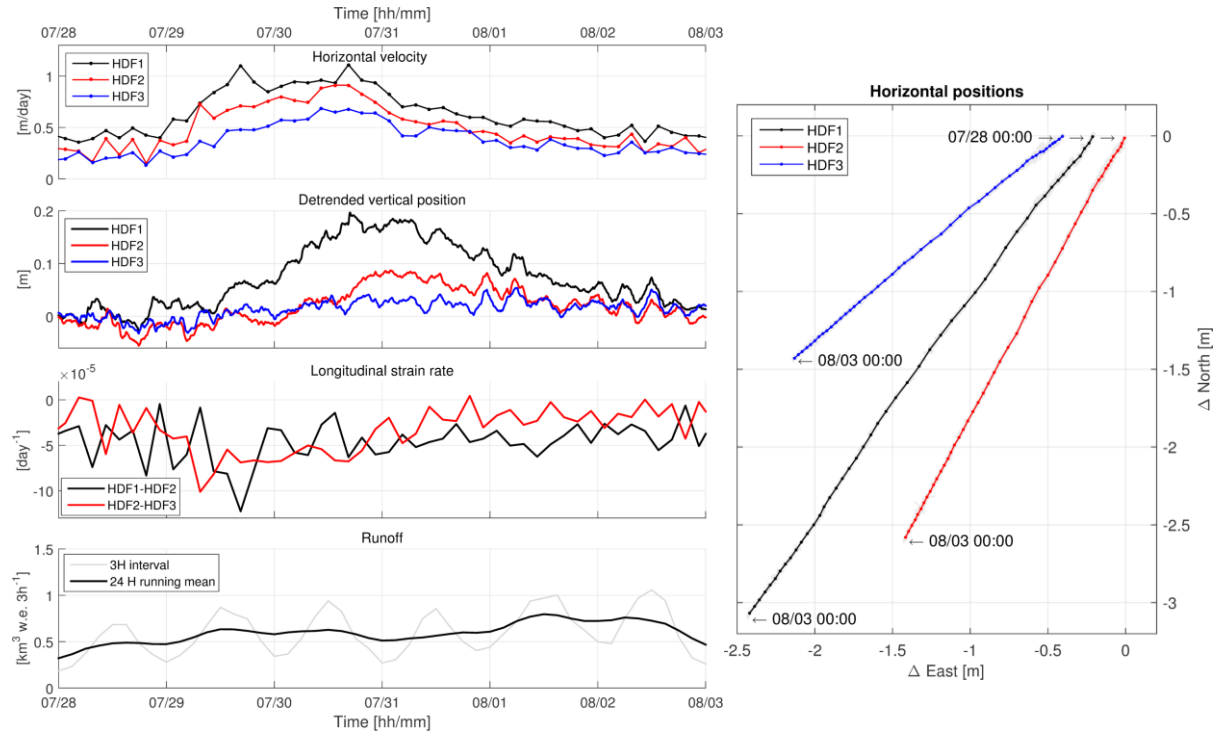 Time [hh/mm]
07/28 07/29 07/30 07/31 08/01 08/02 08/03
Horizontal velocity
HDF1
HDF2
HDF3
1
0.5
0
[m/day]
Detrended vertical position
HDF1
HDF2
HDF3
0.2
0.1
0
[m]
×10⁻⁵
Longitudinal strain rate
0
-5
-10
[day⁻¹]
HDF1-HDF2
HDF2-HDF3
Runoff
3H interval
24 H running mean
1.5
1
0.5
0
[km³ w.e. 3h⁻¹]
07/28 07/29 07/30 07/31 08/01 08/02 08/03
Time [hh/mm]
Horizontal positions
HDF1
HDF2
HDF3
07/28 00:00 → → →
← 08/03 00:00
← 08/03 00:00
← 08/03 00:00
0
-0.5
-1
-1.5
-2
-2.5
-3
Δ North [m]
-2.5 -2 -1.5 -1 -0.5 0
Δ East [m]